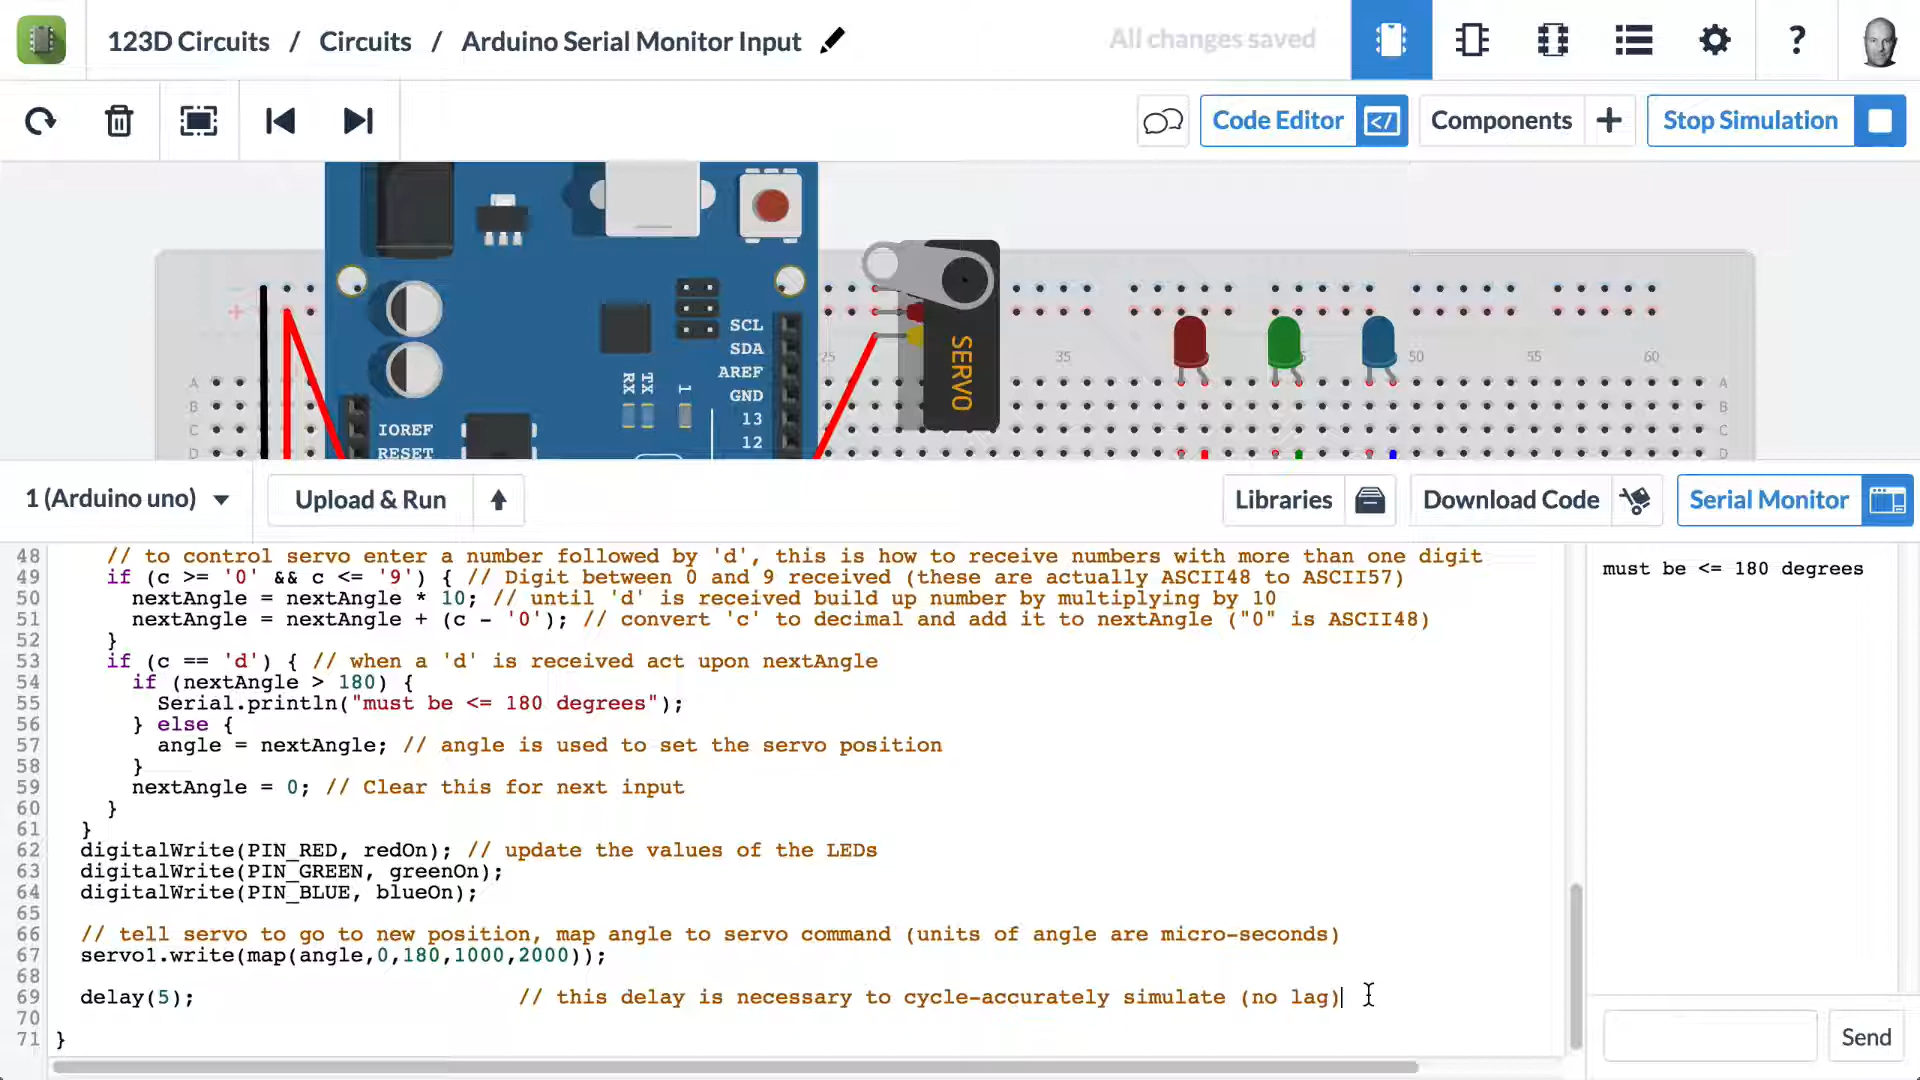 123D Circuits / Circuits / Arduino Serial Monitor Input
All changes saved
?
Code Editor </>
Components +
Stop Simulation
SCL
SDA
AREF
GND
13
12
RX
TX
1
IOREF
RESET
SERVO
+
25
35
50
55
60
A
B
C
D
A
B
C
D
1 (Arduino uno)
Upload & Run
Libraries
Download Code
Serial Monitor
48 // to control servo enter a number followed by 'd', this is how to receive numbers with more than one digit
49 if (c >= '0' && c <= '9') { // Digit between 0 and 9 received (these are actually ASCII48 to ASCII57)
50 nextAngle = nextAngle * 10; // until 'd' is received build up number by multiplying by 10
51 nextAngle = nextAngle + (c - '0'); // convert 'c' to decimal and add it to nextAngle ("0" is ASCII48)
52 }
53 if (c == 'd') { // when a 'd' is received act upon nextAngle
54 if (nextAngle > 180) {
55 Serial.println("must be <= 180 degrees");
56 } else {
57 angle = nextAngle; // angle is used to set the servo position
58 }
59 nextAngle = 0; // Clear this for next input
60 }
61 }
62 digitalWrite(PIN_RED, redOn); // update the values of the LEDs
63 digitalWrite(PIN_GREEN, greenOn);
64 digitalWrite(PIN_BLUE, blueOn);
65
66 // tell servo to go to new position, map angle to servo command (units of angle are micro-seconds)
67 servo1.write(map(angle,0,180,1000,2000));
68
69 delay(5); // this delay is necessary to cycle-accurately simulate (no lag)
70
71 }
must be <= 180 degrees
Send